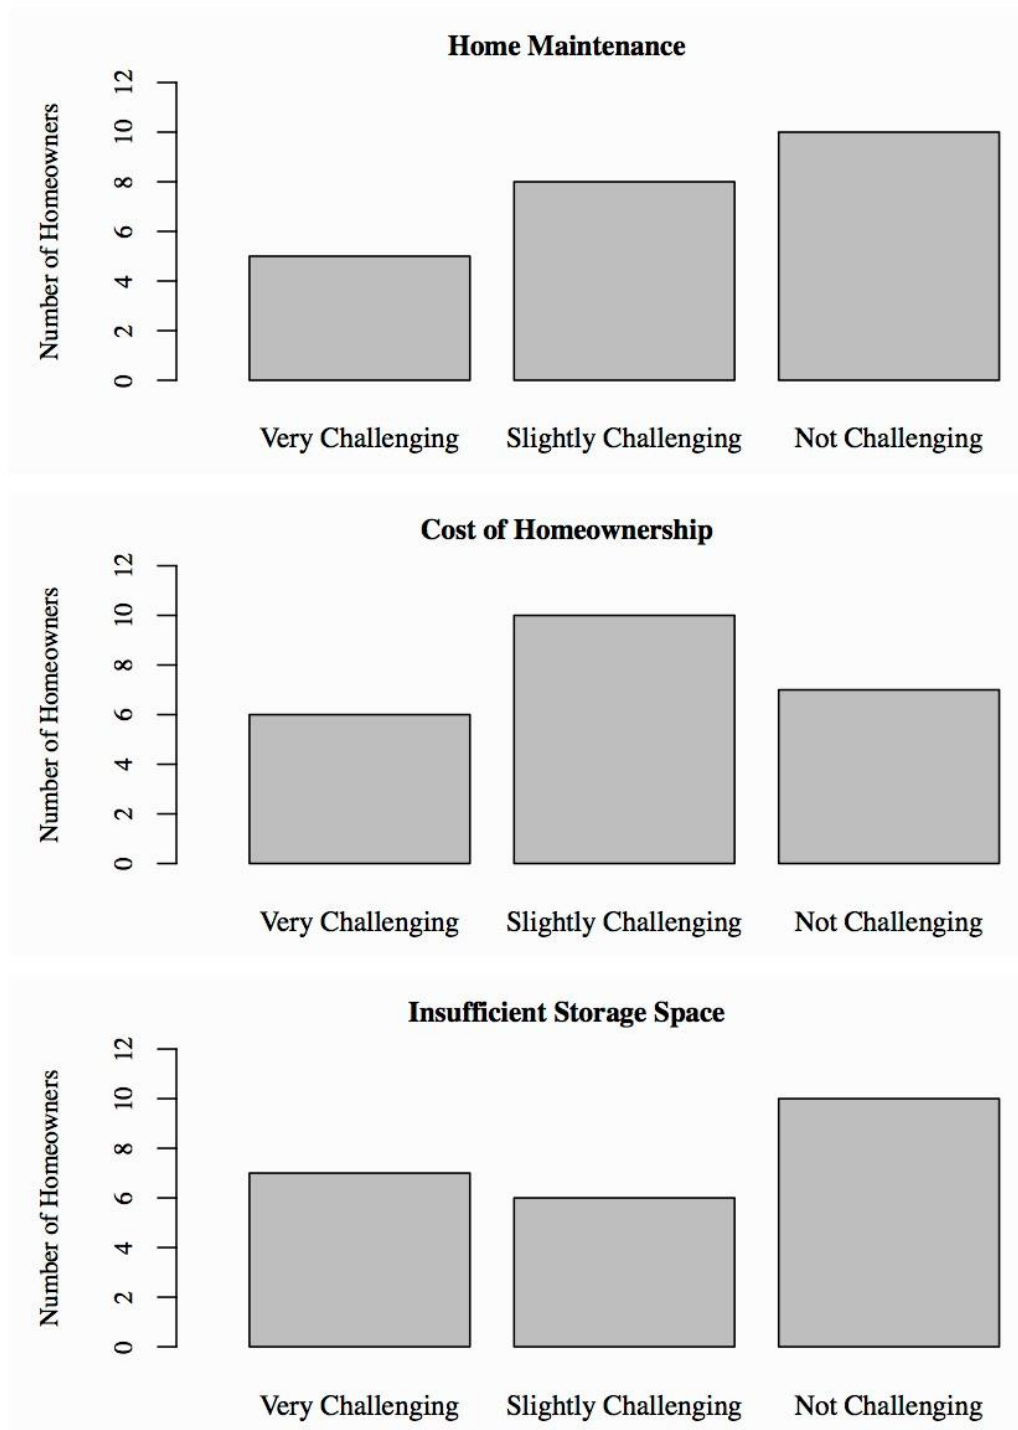 Home Maintenance
Number of Homeowners
12
10
8
6
4
2
0
Very Challenging Slightly Challenging Not Challenging
Cost of Homeownership
Number of Homeowners
12
10
8
6
4
2
0
Very Challenging Slightly Challenging Not Challenging
Insufficient Storage Space
Number of Homeowners
12
10
8
6
4
2
0
Very Challenging Slightly Challenging Not Challenging